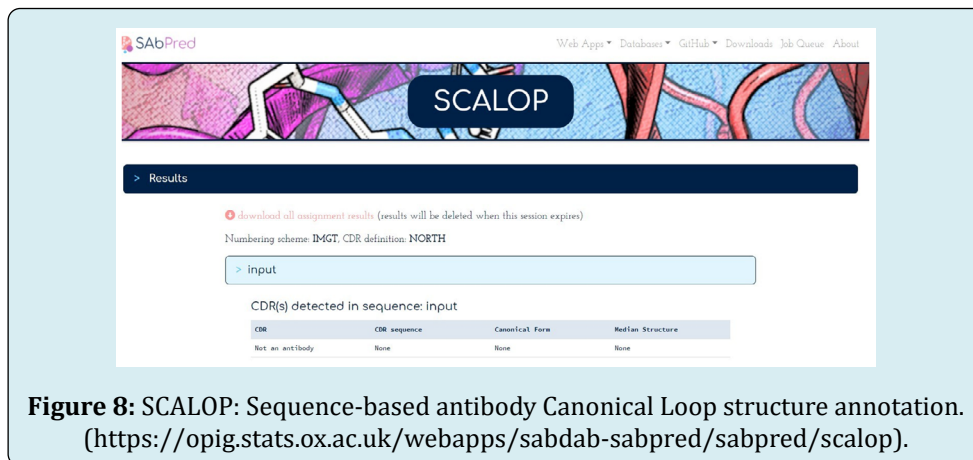 SAbPred Web Apps Databases GitHub Downloads Job Queue About
SCALOP
> Results
download all assignment results (results will be deleted when this session expires)
Numbering scheme: IMGT, CDR definition: NORTH
> input
CDR(s) detected in sequence: input
CDR CDR sequence Canonical Form Median Structure
Not an antibody None None None
Figure 8: SCALOP: Sequence-based antibody Canonical Loop structure annotation.
(https://opig.stats.ox.ac.uk/webapps/sabdab-sabpred/sabpred/scalop).